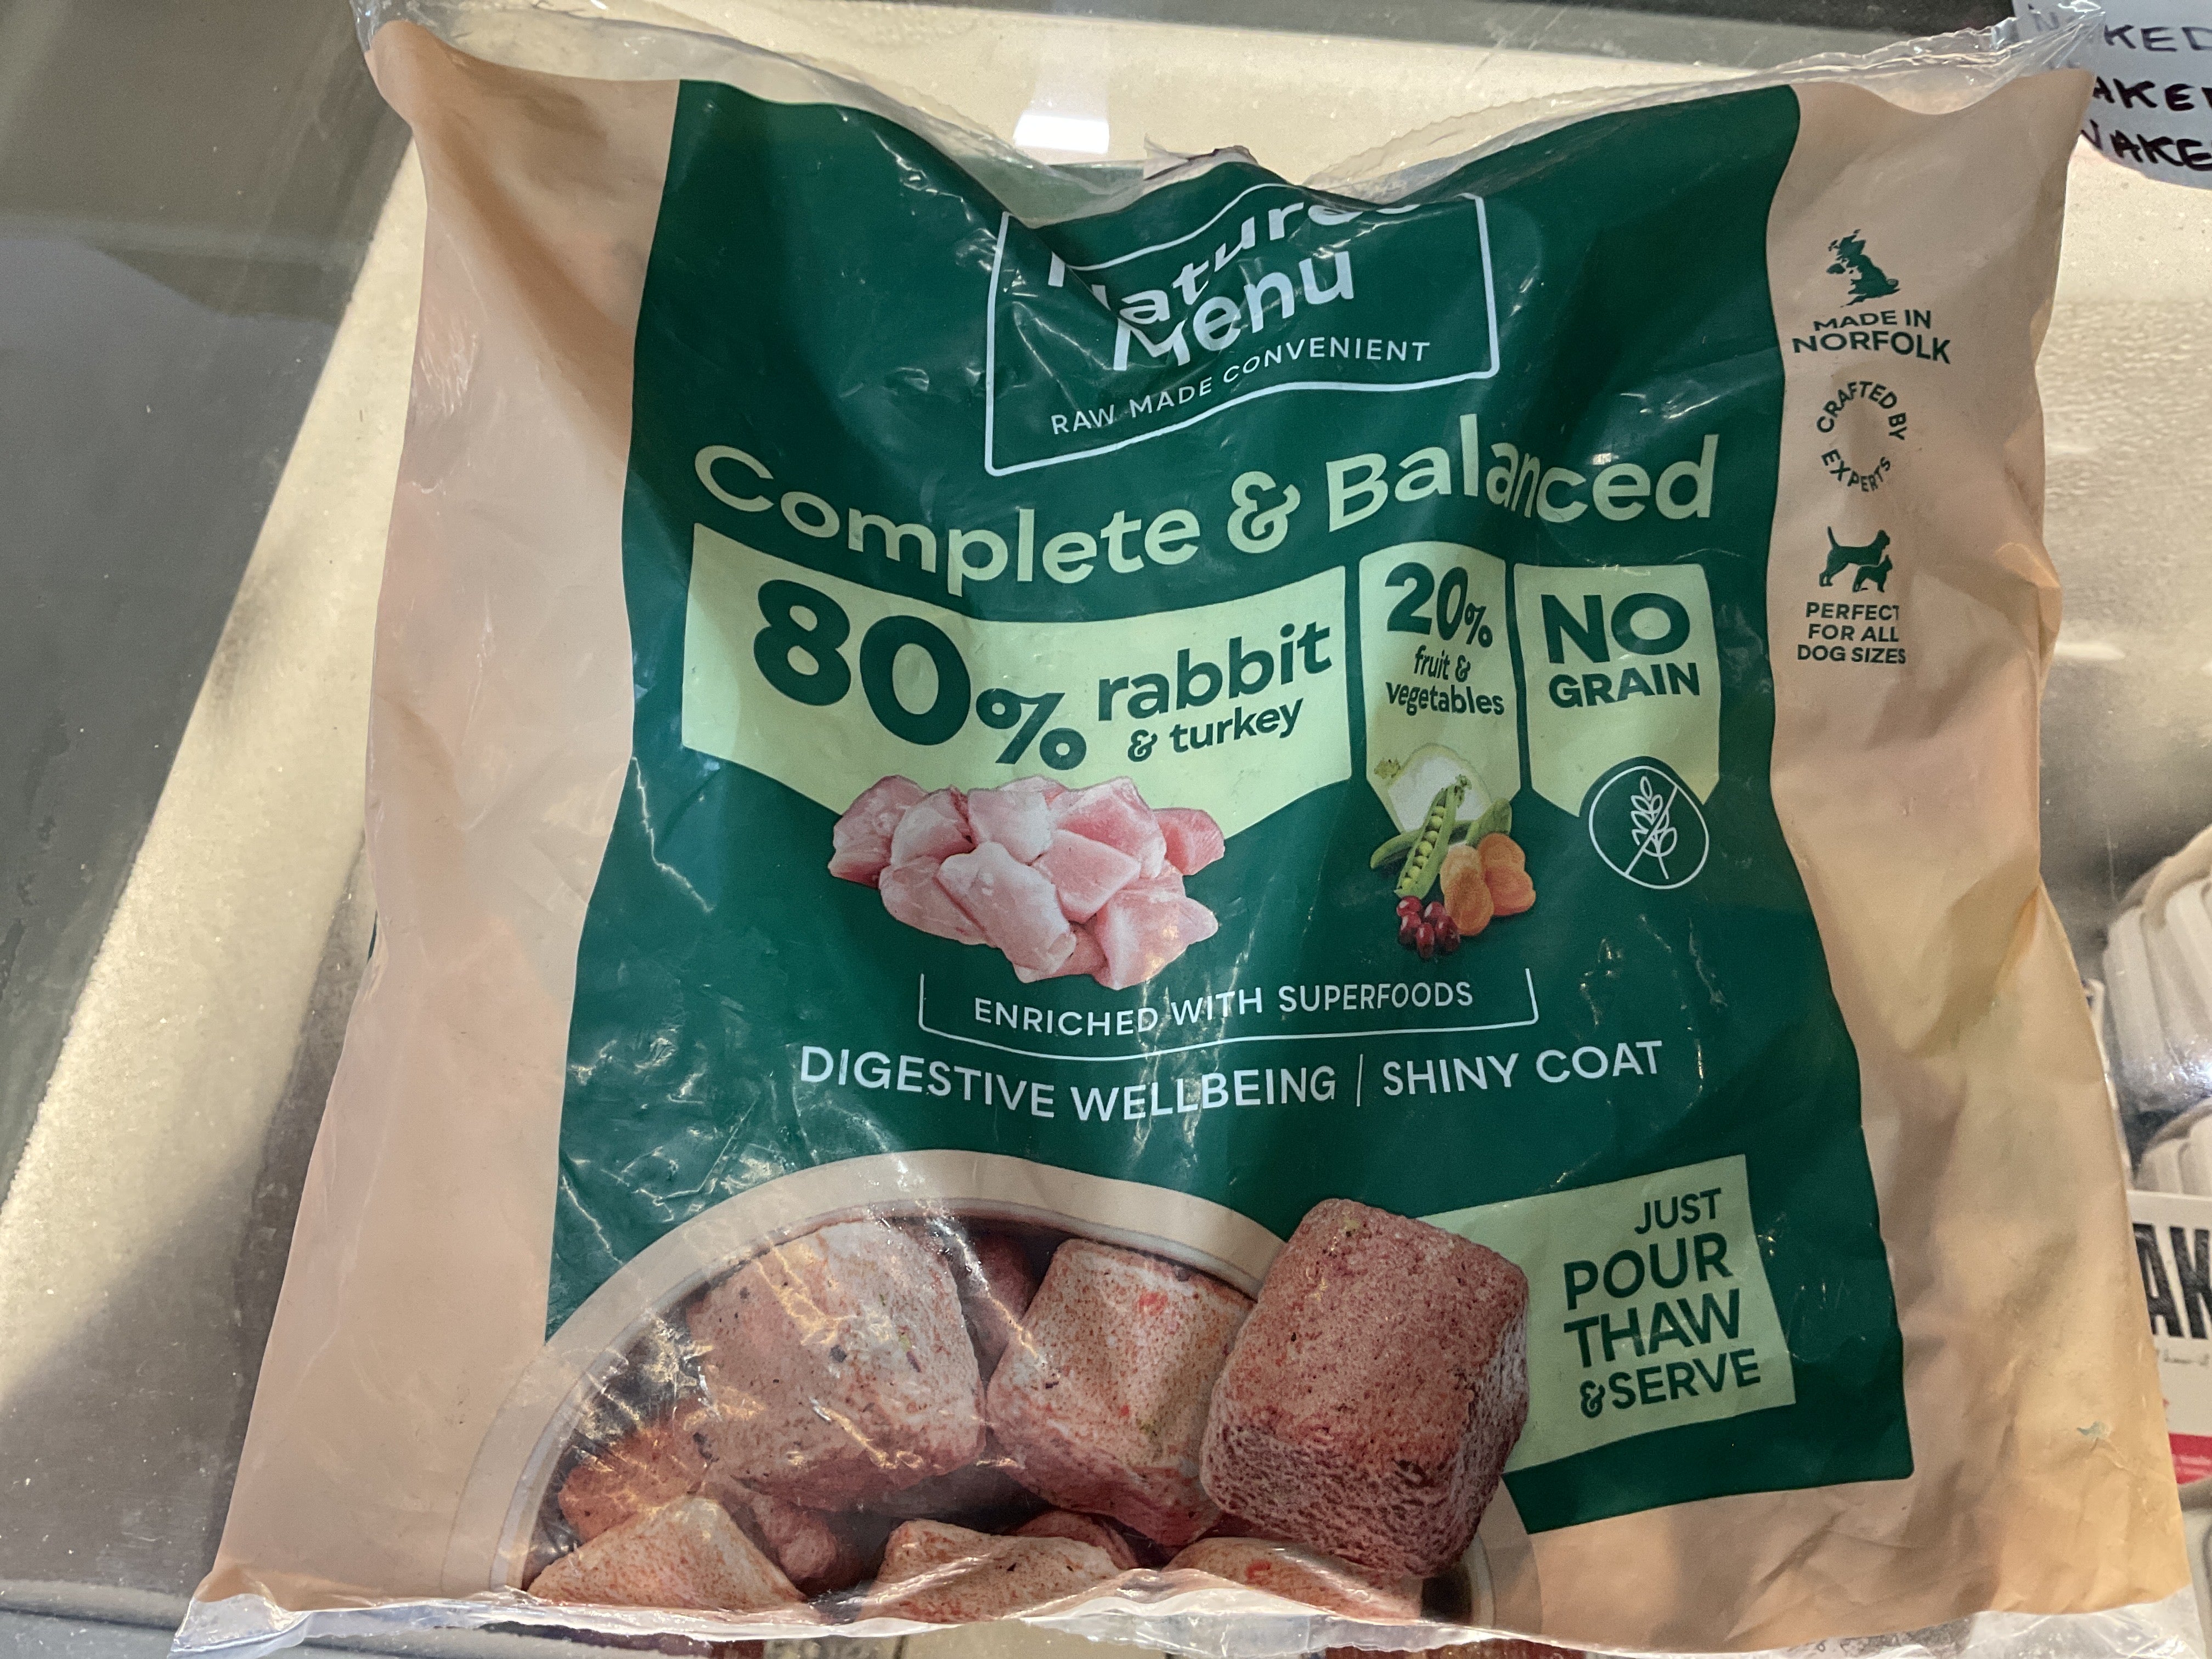 Natures
Menu
RAW MADE CONVENIENT
Complete & Balanced
80% rabbit
& turkey
20%
fruit &
vegetables
NO
GRAIN
ENRICHED WITH SUPERFOODS
DIGESTIVE WELLBEING | SHINY COAT
JUST
POUR
THAW
& SERVE
MADE IN
NORFOLK
CRAFTED BY
EXPERTS
PERFECT
FOR ALL
DOG SIZES